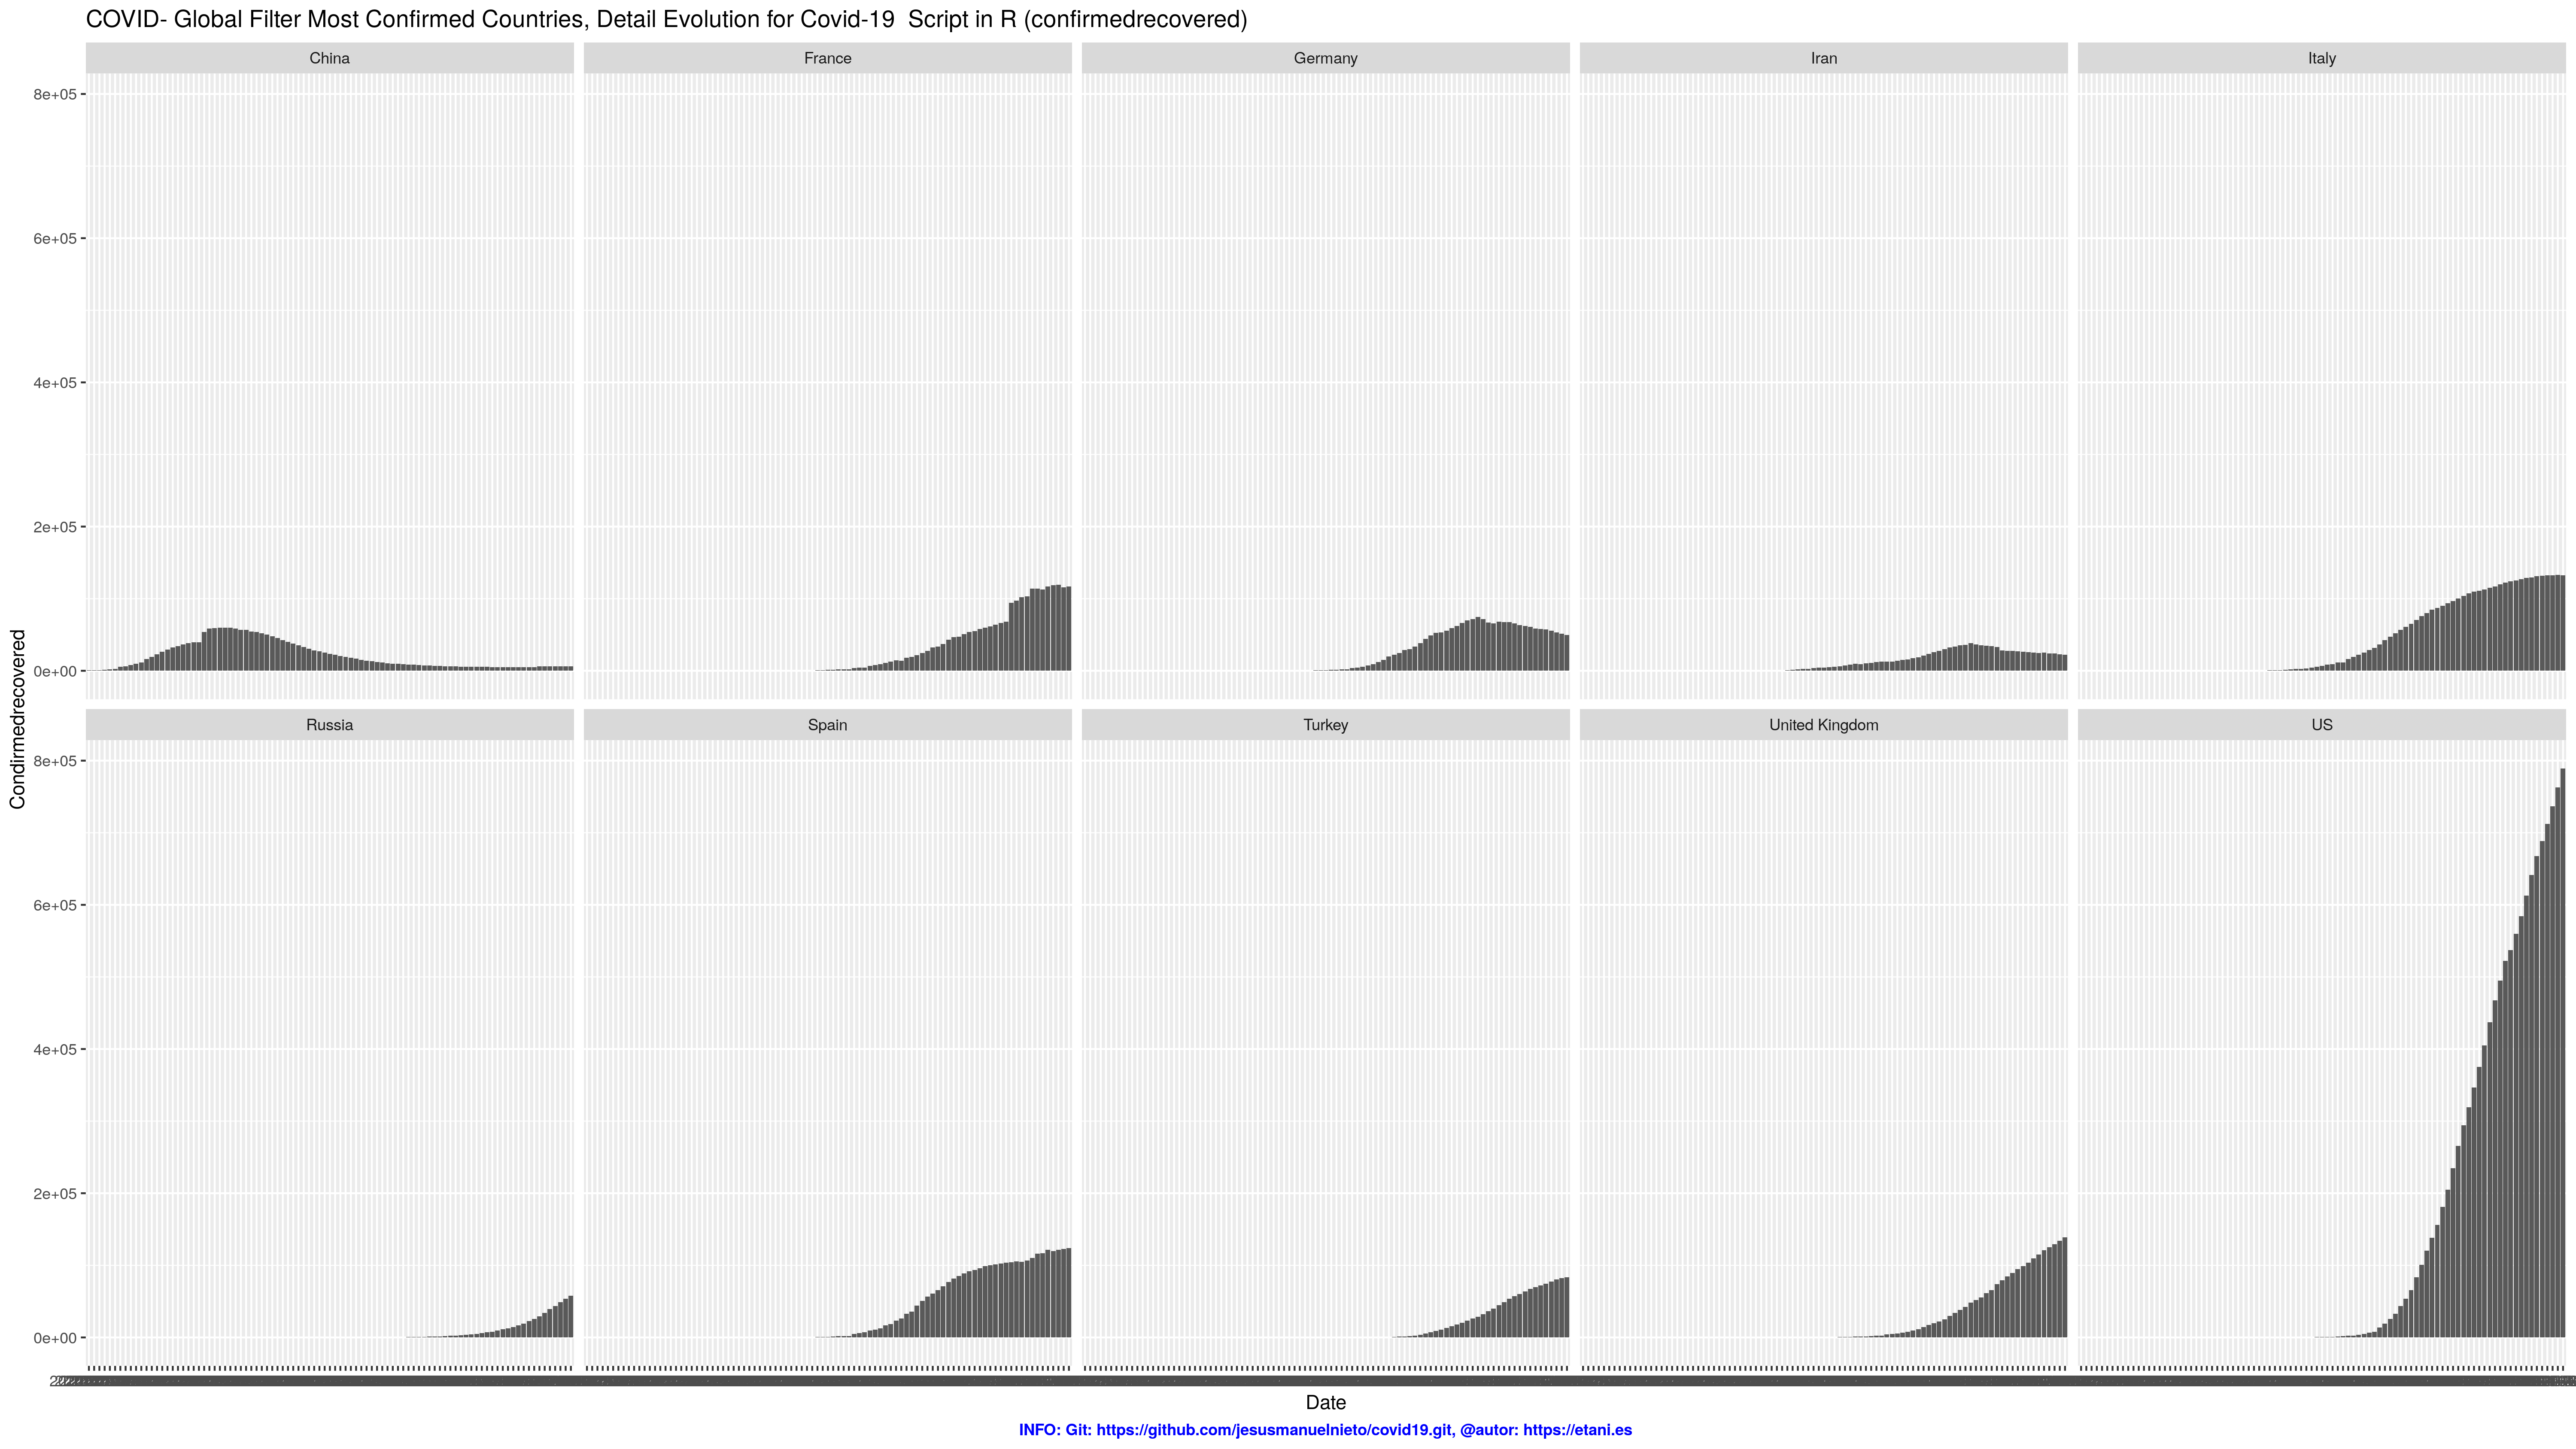 COVID- Global Filter Most Confirmed Countries, Detail Evolution for Covid-19  Script in R (confirmedrecovered)
China
France
Germany
Iran
Italy
8e+05
6e+05
4e+05
2e+05
0e+00
Condirmedrecovered
Russia
Spain
Turkey
United Kingdom
US
8e+05
6e+05
4e+05
2e+05
0e+00
Date
INFO: Git: https://github.com/jesusmanuelnieto/covid19.git, @autor: https://etani.es